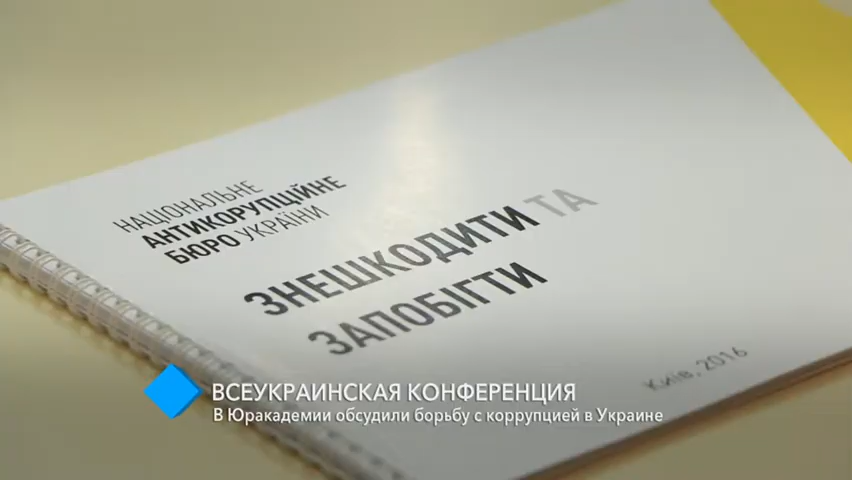 НАЦІОНАЛЬНЕ
АНТИКОРУПЦІЙНЕ
БЮРО УКРАЇНИ
ЗНЕШКОДИТИ ТА
ЗАПОБІГТИ
Київ, 2016
ВСЕУКРАИНСКАЯ КОНФЕРЕНЦИЯ
В Юракадемии обсудили борьбу с коррупцией в Украине